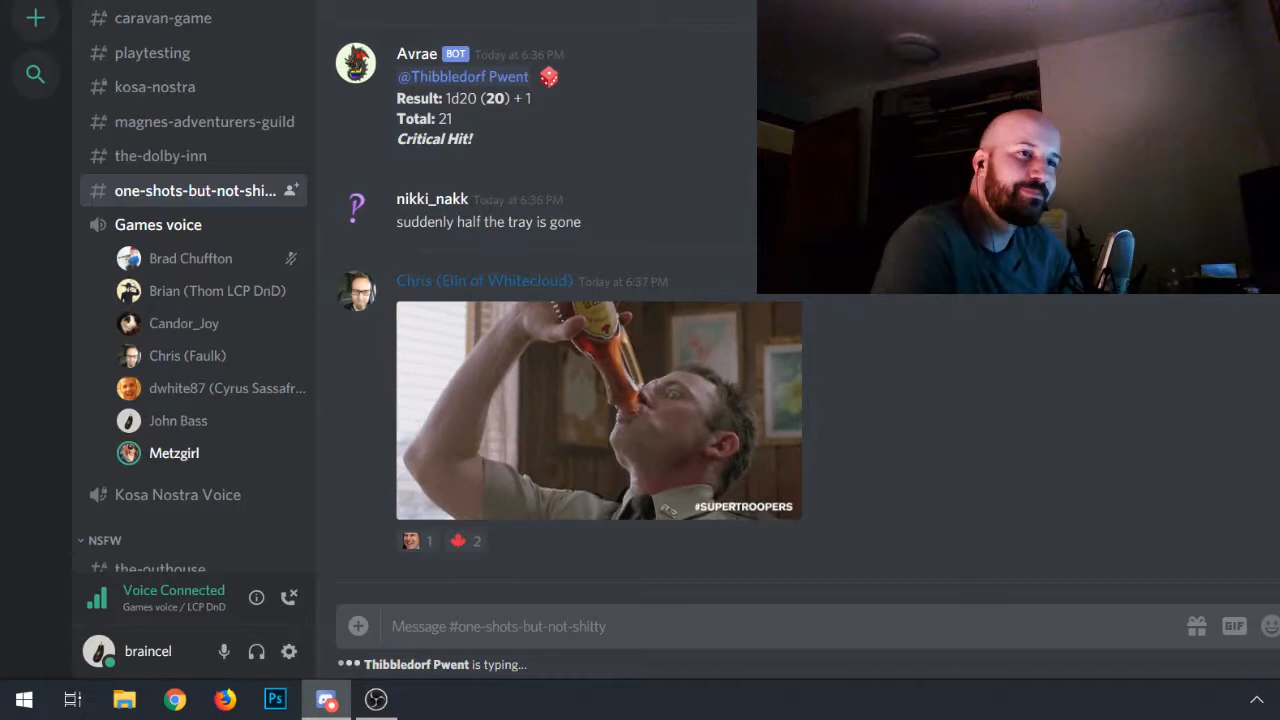 caravan-game
playtesting
kosa-nostra
magnes-adventurers-guild
the-dolby-inn
one-shots-but-not-shi...
Games voice
Brad Chuffton
Brian (Thom LCP DnD)
Candor_Joy
Chris (Faulk)
dwhite87 (Cyrus Sassafr...
John Bass
Metzgirl
Kosa Nostra Voice
NSFW
the-outhouse
Voice Connected
Games voice / LCP DnD
braincel
Avrae BOT Today at 6:36 PM
@Thibbledorf Pwent
Result: 1d20 (20) + 1
Total: 21
Critical Hit!
nikki_nakk Today at 6:36 PM
suddenly half the tray is gone
Chris (Elin of Whitecloud) Today at 6:37 PM
#SUPERTROOPERS
1 2
Message #one-shots-but-not-shitty
GIF
Thibbledorf Pwent is typing...
Ps